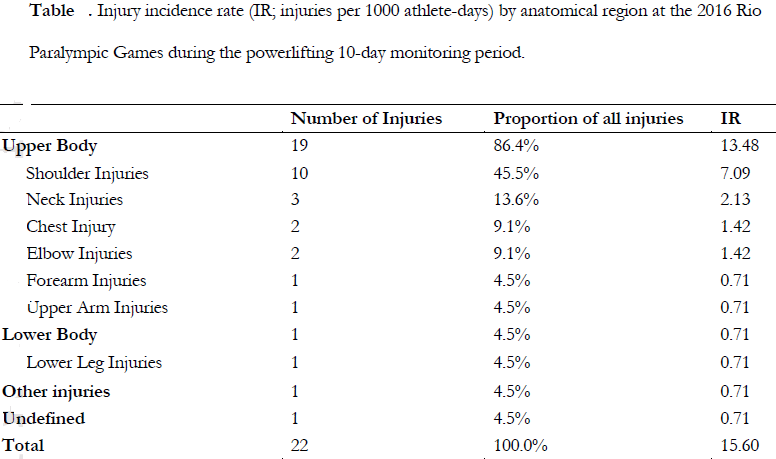 Table . Injury incidence rate (IR; injuries per 1000 athlete-days) by anatomical region at the 2016 Rio
Paralympic Games during the powerlifting 10-day monitoring period.
Number of Injuries Proportion of all injuries IR
Upper Body 19 86.4% 13.48
Shoulder Injuries 10 45.5% 7.09
Neck Injuries 3 13.6% 2.13
Chest Injury 2 9.1% 1.42
Elbow Injuries 2 9.1% 1.42
Forearm Injuries 1 4.5% 0.71
Upper Arm Injuries 1 4.5% 0.71
Lower Body 1 4.5% 0.71
Lower Leg Injuries 1 4.5% 0.71
Other injuries 1 4.5% 0.71
Undefined 1 4.5% 0.71
Total 22 100.0% 15.60